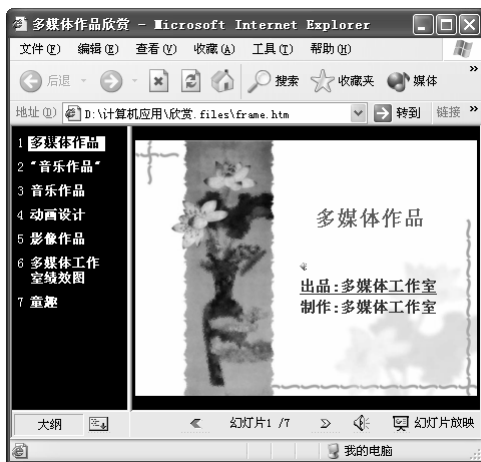 多媒体作品欣赏 - Microsoft Internet Explorer
文件(F) 编辑(E) 查看(V) 收藏(A) 工具(T) 帮助(H)
后退 搜索 收藏夹 媒体 »
地址(D) D:\计算机应用\欣赏.files\frame.htm 转到 链接 »
1 多媒体作品
2 "音乐作品"
3 音乐作品
4 动画设计
5 影像作品
6 多媒体工作
室绩效图
7 童趣
多媒体作品
出品:多媒体工作室
制作:多媒体工作室
大纲 幻灯片1 /7 幻灯片放映
我的电脑